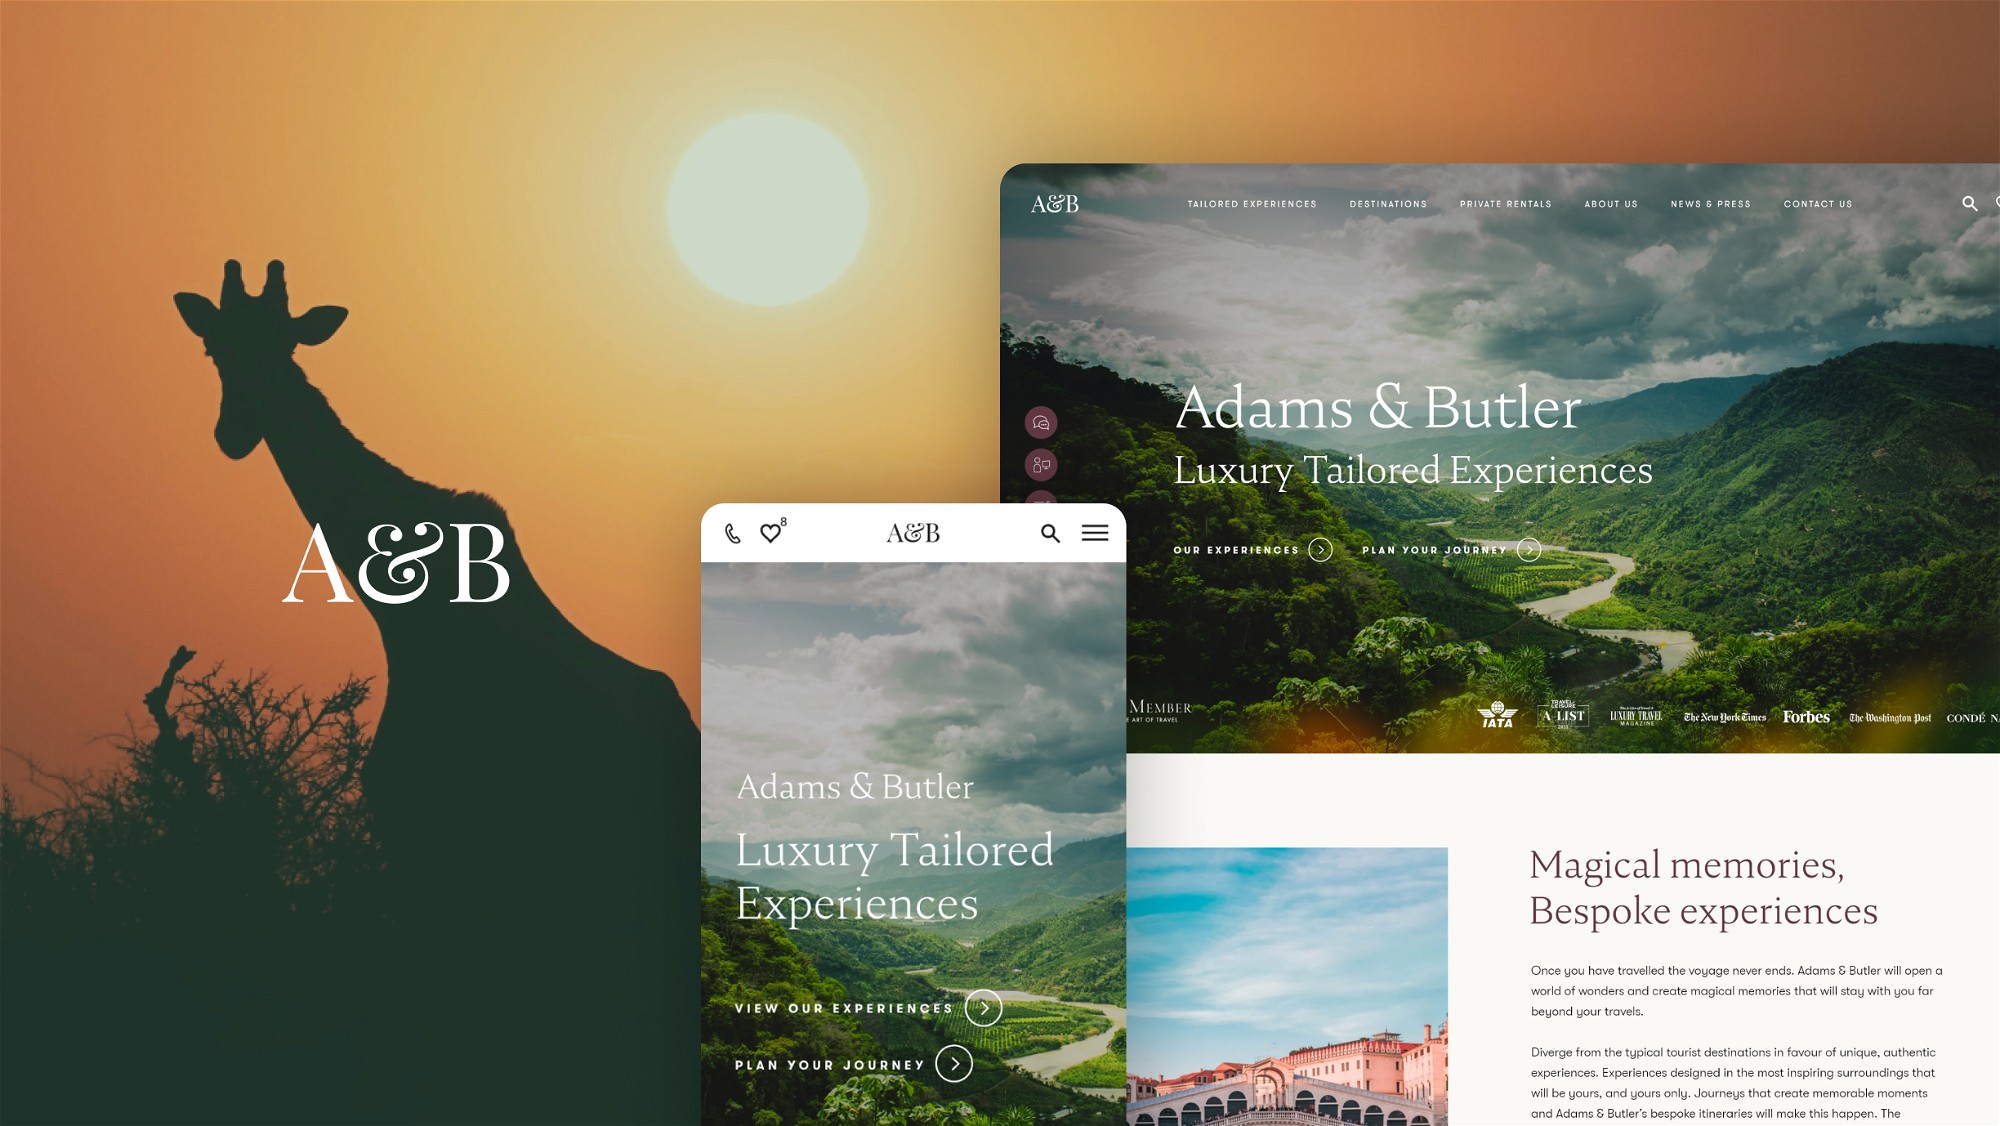 A&B
A&B
TAILORED EXPERIENCES
DESTINATIONS
PRIVATE RENTALS
ABOUT US
NEWS & PRESS
CONTACT US
Adams & Butler
Luxury Tailored Experiences
OUR EXPERIENCES
PLAN YOUR JOURNEY
MEMBER
E ART OF TRAVEL
IATA
A-LIST
LUXURY TRAVEL
MAGAZINE
The New York Times
Forbes
The Washington Post
CONDÉ NA
8
A&B
Adams & Butler
Luxury Tailored
Experiences
VIEW OUR EXPERIENCES
PLAN YOUR JOURNEY
Magical memories,
Bespoke experiences
Once you have travelled the voyage never ends. Adams & Butler will open a
world of wonders and create magical memories that will stay with you far
beyond your travels.
Diverge from the typical tourist destinations in favour of unique, authentic
experiences. Experiences designed in the most inspiring surroundings that
will be yours, and yours only. Journeys that create memorable moments
and Adams & Butler's bespoke itineraries will make this happen. The